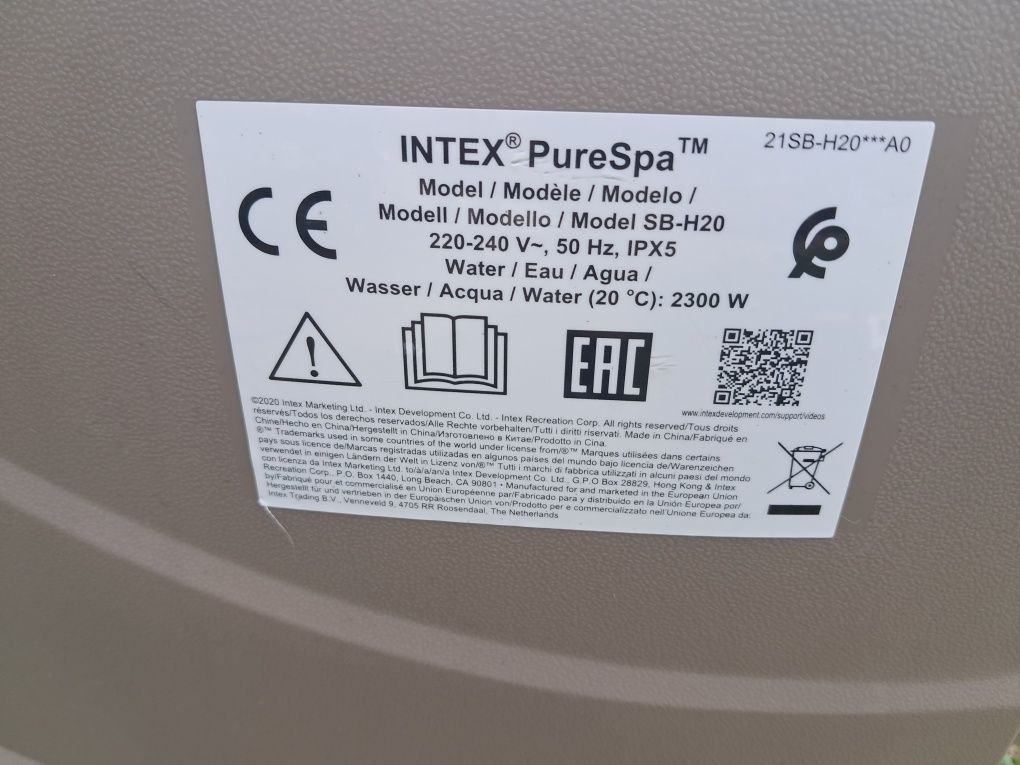 INTEX® PureSpa™
21SB-H20***A0
Model / Modèle / Modelo /
Modell / Modello / Model SB-H20
220-240 V~, 50 Hz, IPX5
Water / Eau / Agua /
Wasser / Acqua / Water (20 °C): 2300 W
CE
EAC
www.intexdevelopment.com/support/videos
©2020 Intex Marketing Ltd. - Intex Development Co. Ltd. - Intex Recreation Corp. All rights reserved/Tous droits
réservés/Todos los derechos reservados/Alle Rechte vorbehalten/Tutti i diritti riservati. Made in China/Fabriqué en
Chine/Hecho en China/Hergestellt in China/Изготовлено в Китае/Prodotto in Cina.
®™ Trademarks used in some countries of the world under license from/®™ Marques utilisées dans certains
pays sous licence de/Marcas registradas utilizadas en algunos países del mundo bajo licencia de/Warenzeichen
verwendet in einigen Ländern der Welt in Lizenz von/®™ Tutti i marchi di fabbrica utilizzati in alcuni paesi del mondo
con licenza da Intex Marketing Ltd. to/à/a/an/a Intex Development Co. Ltd., G.P.O Box 28829, Hong Kong & Intex
Recreation Corp., P.O. Box 1440, Long Beach, CA 90801 • Manufactured for and marketed in the European Union
by/Fabriqué pour et commercialisé en Union Européenne par/Fabricado para y distribuido en la Unión Europea por/
Hergestellt für und vertrieben in der Europäischen Union von/Prodotto per e commercializzato nell'Unione Europea da:
Intex Trading B.V., Venneveld 9, 4705 RR Roosendaal, The Netherlands